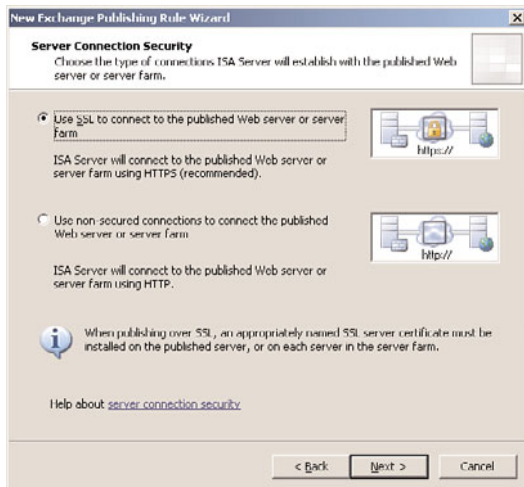 New Exchange Publishing Rule Wizard
Server Connection Security
Choose the type of connections ISA Server will establish with the published Web
server or server farm.
Use SSL to connect to the published Web server or server
farm
https://
ISA Server will connect to the published Web server or
server farm using HTTPS (recommended).
Use non-secured connections to connect the published
Web server or server farm
http://
ISA Server will connect to the published Web server or
server farm using HTTP.
When publishing over SSL, an appropriately named SSL server certificate must be
installed on the published server, or on each server in the server farm.
Help about server connection security
< Back
Next >
Cancel